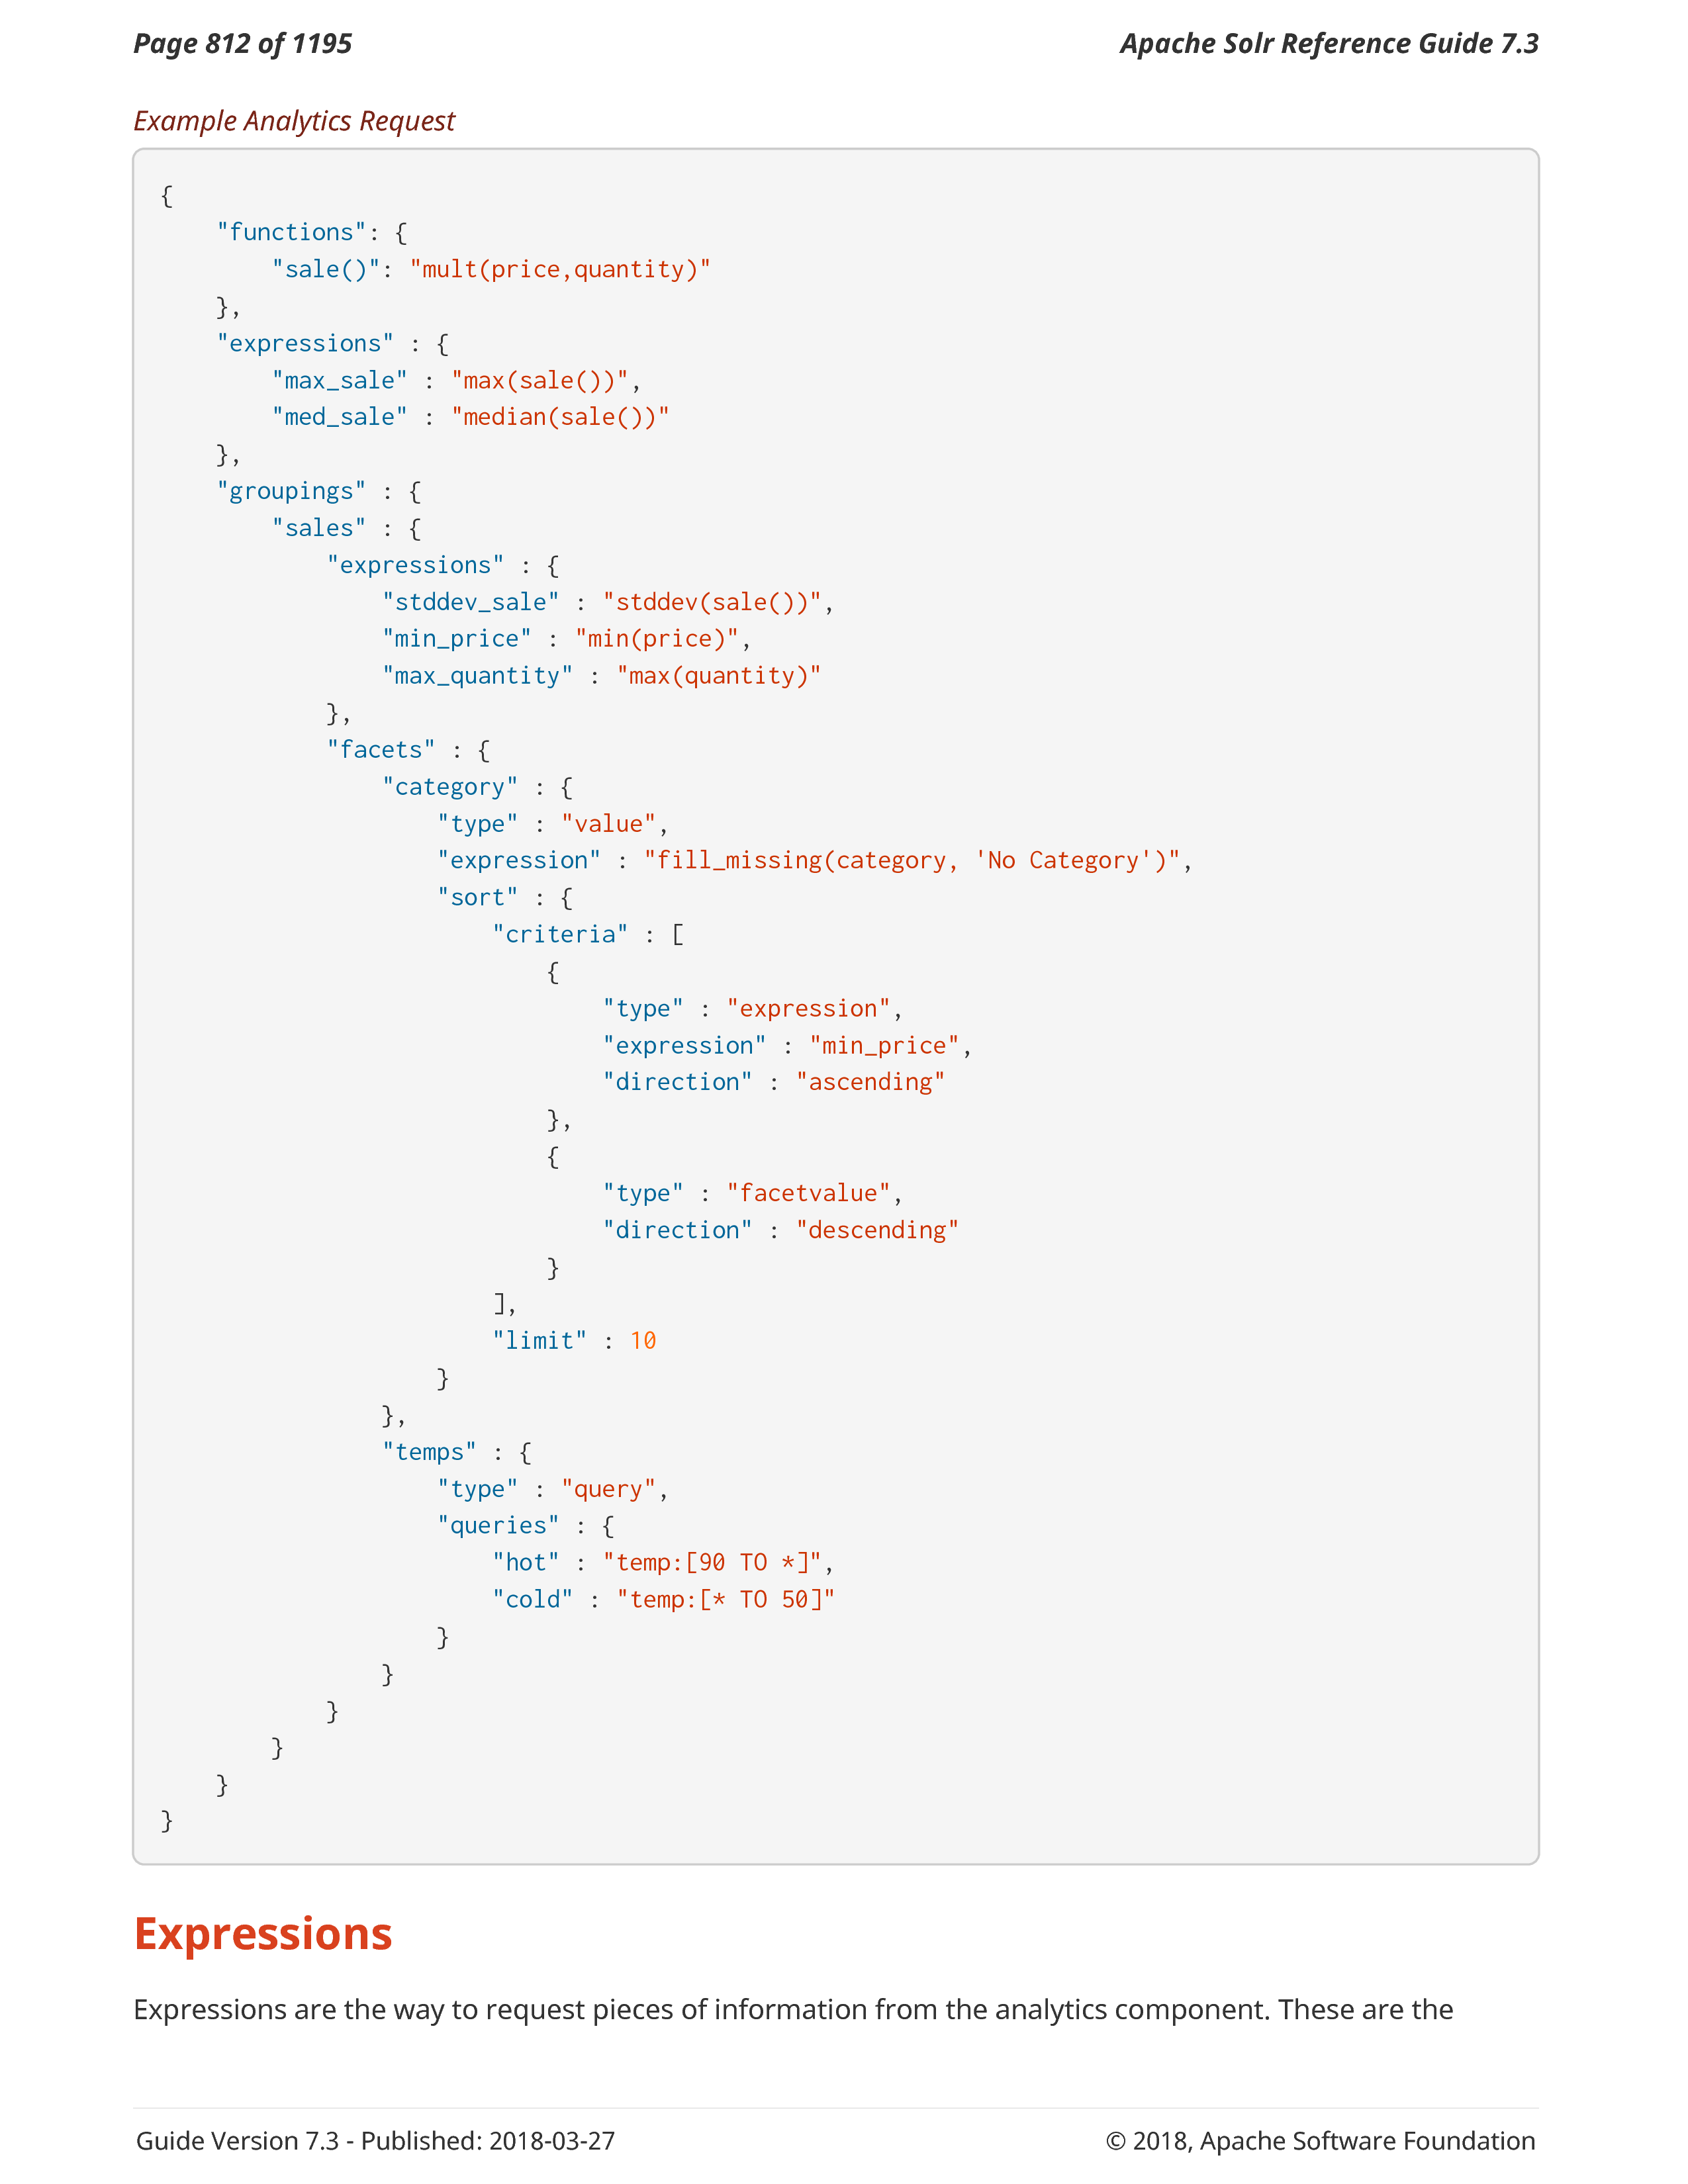 Page 812 of 1195
Apache Solr Reference Guide 7.3
Example Analytics Request
{
    "functions": {
        "sale()": "mult(price,quantity)"
    },
    "expressions" : {
        "max_sale" : "max(sale())",
        "med_sale" : "median(sale())"
    },
    "groupings" : {
        "sales" : {
            "expressions" : {
                "stddev_sale" : "stddev(sale())",
                "min_price" : "min(price)",
                "max_quantity" : "max(quantity)"
            },
            "facets" : {
                "category" : {
                    "type" : "value",
                    "expression" : "fill_missing(category, 'No Category')",
                    "sort" : {
                        "criteria" : [
                            {
                                "type" : "expression",
                                "expression" : "min_price",
                                "direction" : "ascending"
                            },
                            {
                                "type" : "facetvalue",
                                "direction" : "descending"
                            }
                        ],
                        "limit" : 10
                    }
                },
                "temps" : {
                    "type" : "query",
                    "queries" : {
                        "hot" : "temp:[90 TO *]",
                        "cold" : "temp:[* TO 50]"
                    }
                }
            }
        }
    }
}
Expressions
Expressions are the way to request pieces of information from the analytics component. These are the
Guide Version 7.3 - Published: 2018-03-27
© 2018, Apache Software Foundation